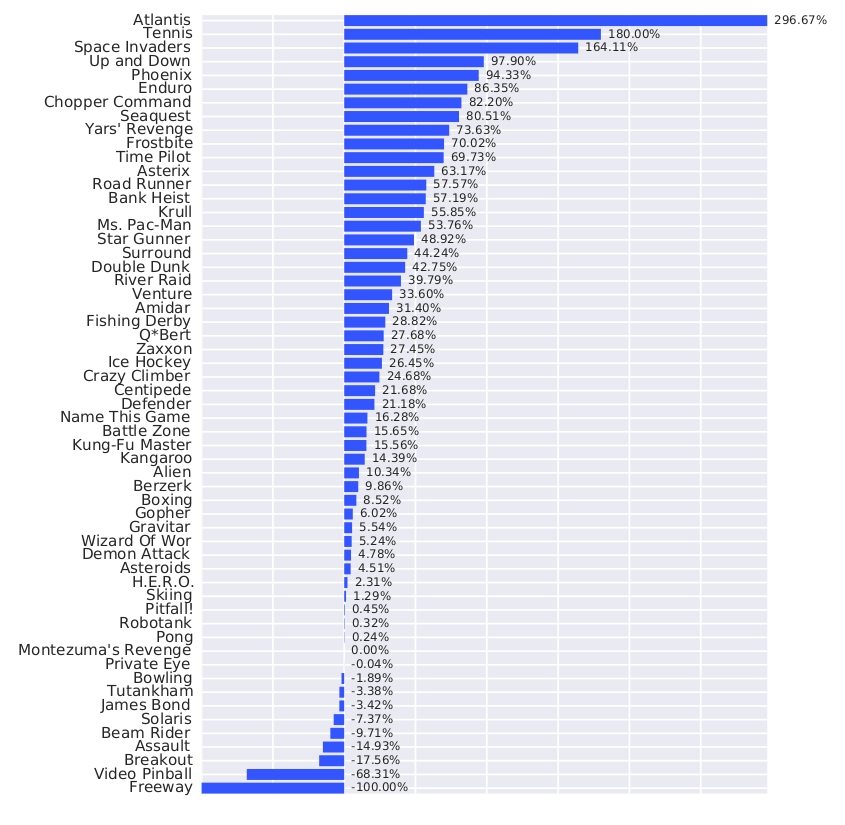 Atlantis 296.67%
Tennis 180.00%
Space Invaders 164.11%
Up and Down 97.90%
Phoenix 94.33%
Enduro 86.35%
Chopper Command 82.20%
Seaquest 80.51%
Yars' Revenge 73.63%
Frostbite 70.02%
Time Pilot 69.73%
Asterix 63.17%
Road Runner 57.57%
Bank Heist 57.19%
Krull 55.85%
Ms. Pac-Man 53.76%
Star Gunner 48.92%
Surround 44.24%
Double Dunk 42.75%
River Raid 39.79%
Venture 33.60%
Amidar 31.40%
Fishing Derby 28.82%
Q*Bert 27.68%
Zaxxon 27.45%
Ice Hockey 26.45%
Crazy Climber 24.68%
Centipede 21.68%
Defender 21.18%
Name This Game 16.28%
Battle Zone 15.65%
Kung-Fu Master 15.56%
Kangaroo 14.39%
Alien 10.34%
Berzerk 9.86%
Boxing 8.52%
Gopher 6.02%
Gravitar 5.54%
Wizard Of Wor 5.24%
Demon Attack 4.78%
Asteroids 4.51%
H.E.R.O. 2.31%
Skiing 1.29%
Pitfall! 0.45%
Robotank 0.32%
Pong 0.24%
Montezuma's Revenge 0.00%
Private Eye -0.04%
Bowling -1.89%
Tutankham -3.38%
James Bond -3.42%
Solaris -7.37%
Beam Rider -9.71%
Assault -14.93%
Breakout -17.56%
Video Pinball -68.31%
Freeway -100.00%